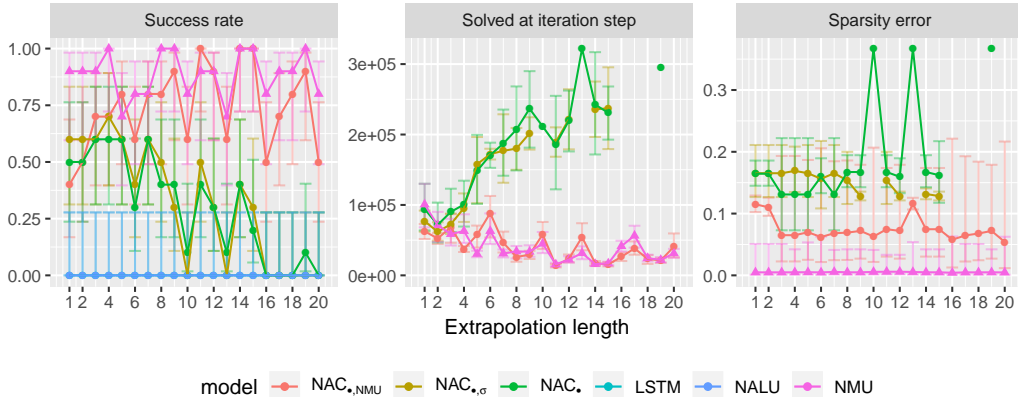 Success rate
Solved at iteration step
Sparsity error
1.00
0.75
0.50
0.25
0.00
1 2 4 6 8 10 12 14 16 18 20
3e+05
2e+05
1e+05
0e+00
1 2 4 6 8 10 12 14 16 18 20
0.3
0.2
0.1
0.0
1 2 4 6 8 10 12 14 16 18 20
Extrapolation length
model NAC•,NMU NAC•,σ NAC• LSTM NALU NMU